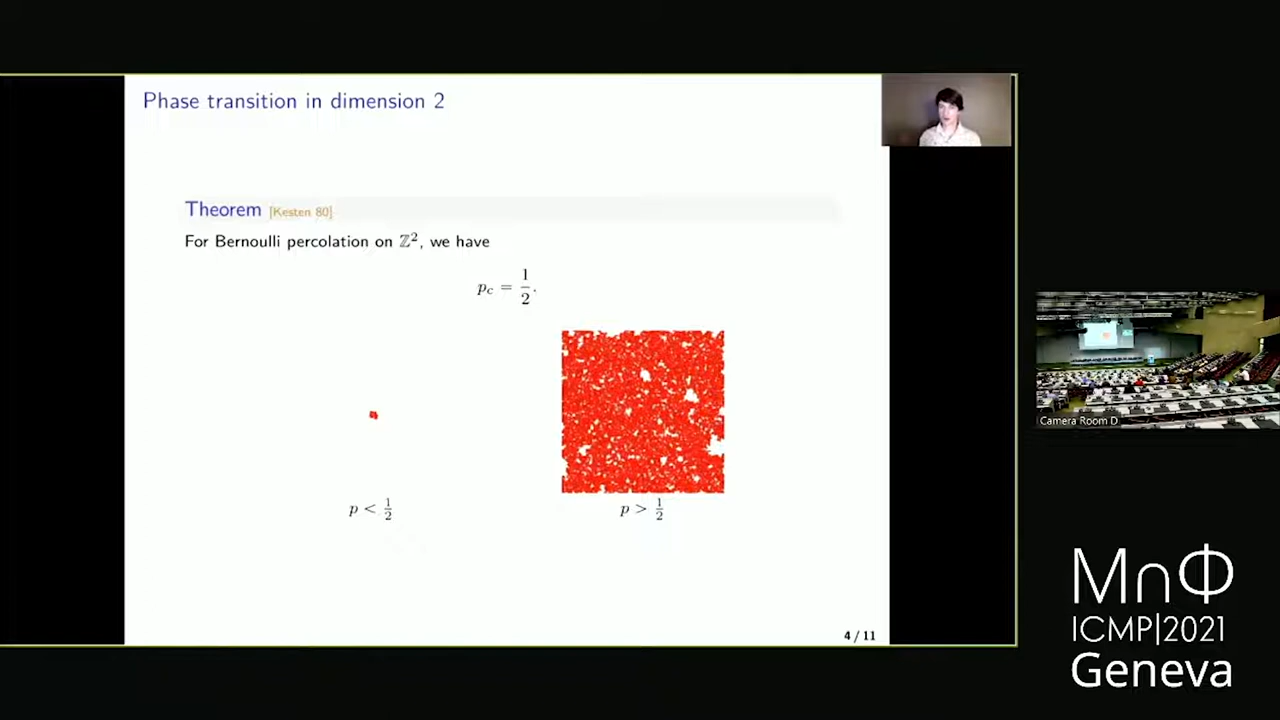 Phase transition in dimension 2
Theorem [Kesten 80]
For Bernoulli percolation on ℤ², we have
p_c = 1/2.
p < 1/2
p > 1/2
4 / 11
Camera Room D
M∩Φ
ICMP|2021
Geneva